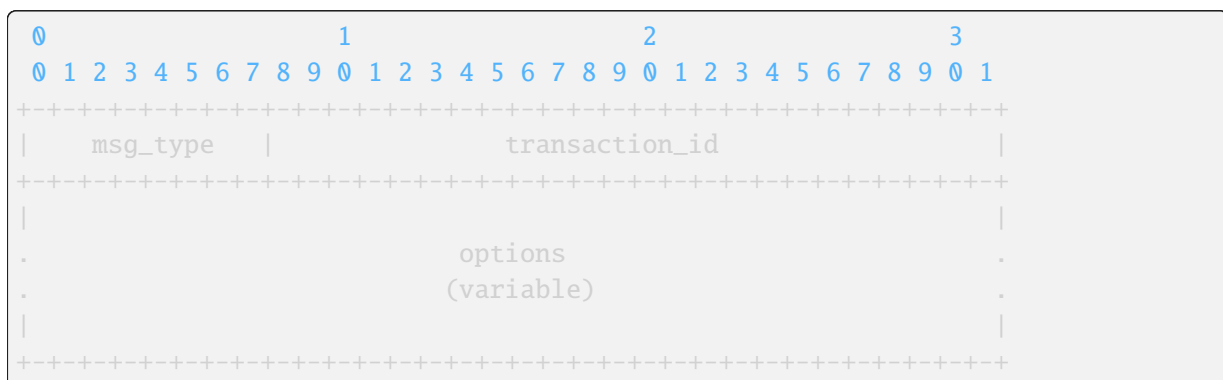 0                   1                   2                   3
 0 1 2 3 4 5 6 7 8 9 0 1 2 3 4 5 6 7 8 9 0 1 2 3 4 5 6 7 8 9 0 1
+-+-+-+-+-+-+-+-+-+-+-+-+-+-+-+-+-+-+-+-+-+-+-+-+-+-+-+-+-+-+-+-+
|    msg_type   |               transaction_id                  |
+-+-+-+-+-+-+-+-+-+-+-+-+-+-+-+-+-+-+-+-+-+-+-+-+-+-+-+-+-+-+-+-+
|                                                               |
.                            options                            .
.                           (variable)                          .
|                                                               |
+-+-+-+-+-+-+-+-+-+-+-+-+-+-+-+-+-+-+-+-+-+-+-+-+-+-+-+-+-+-+-+-+